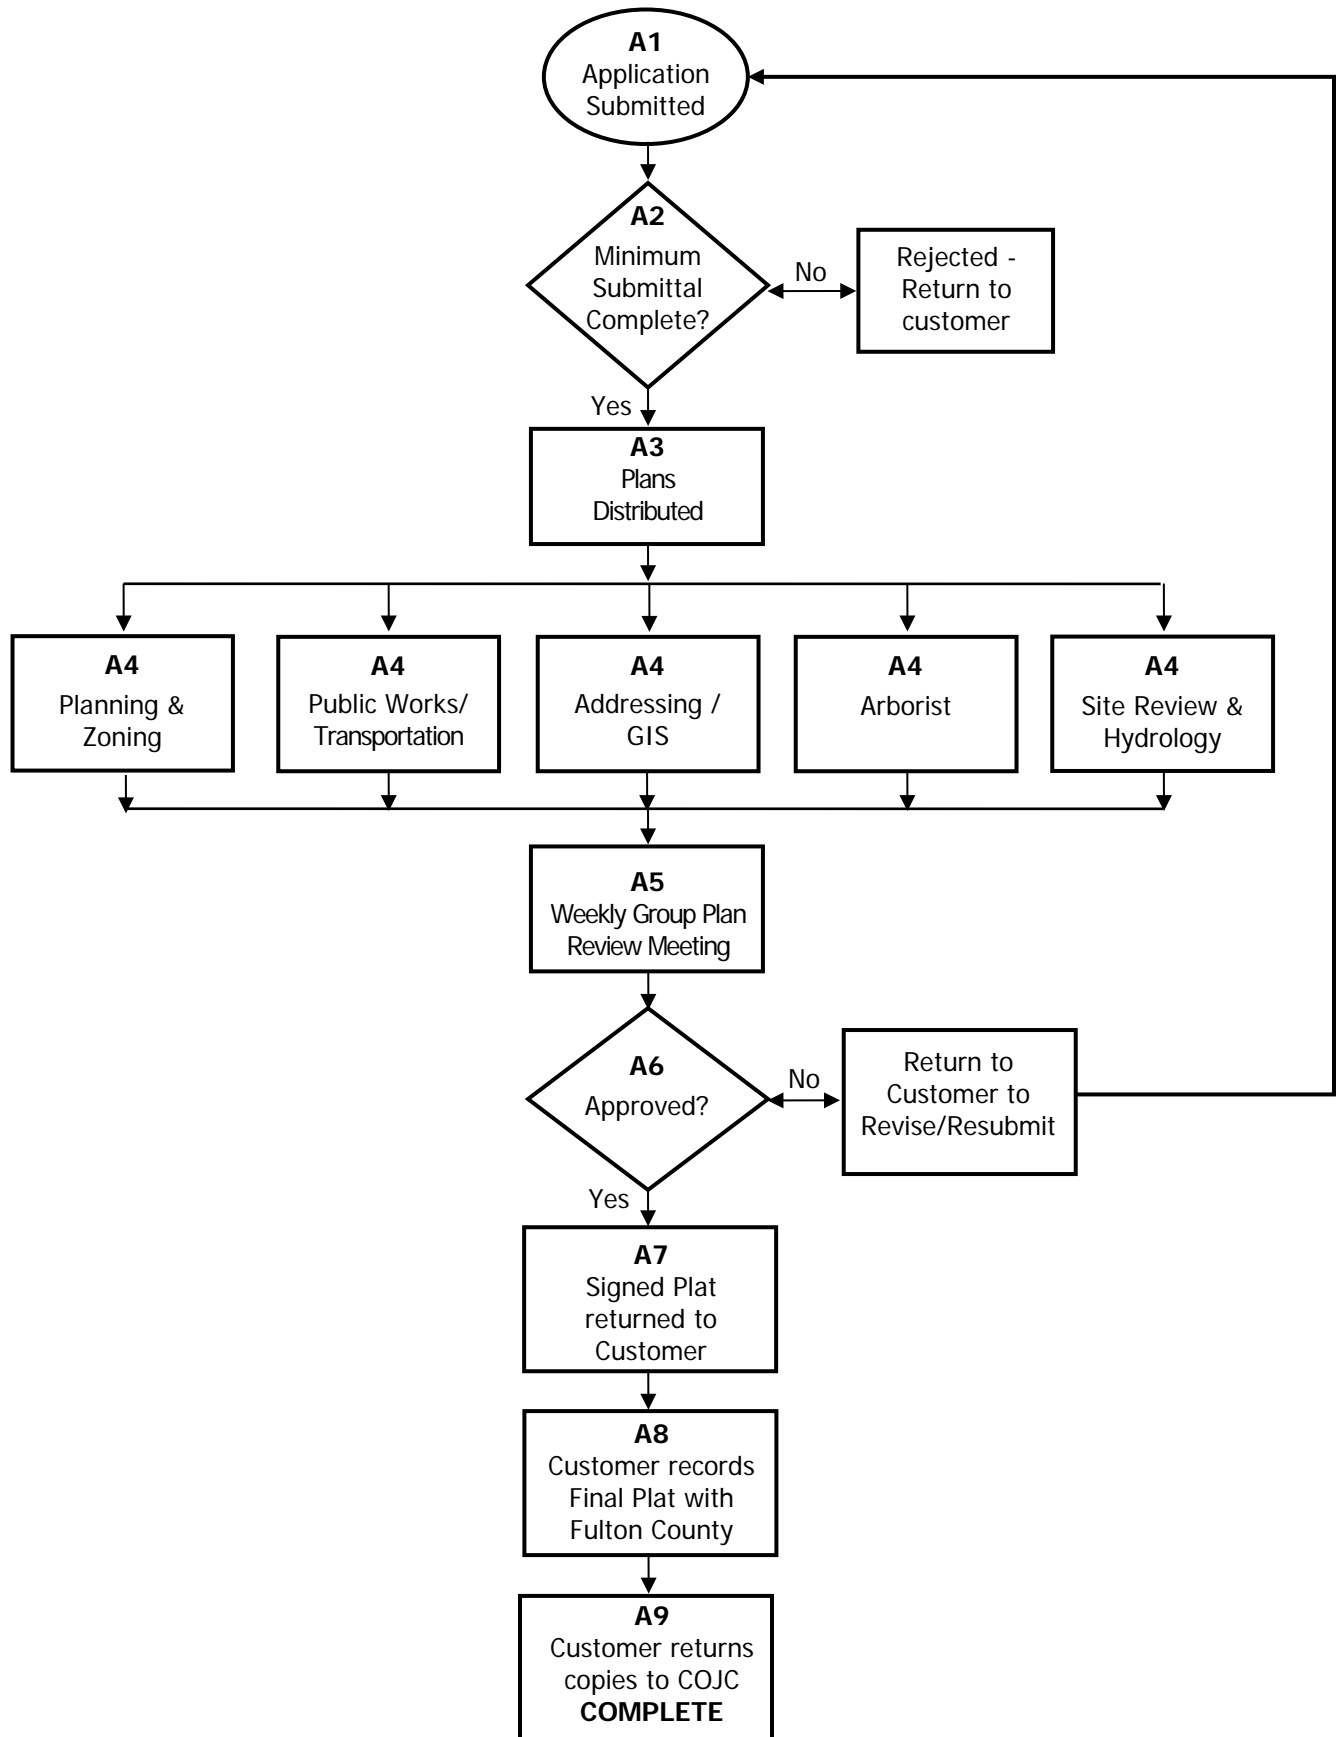 A1
Application
Submitted
A2
Minimum
Submittal
Complete?
No
Rejected -
Return to
customer
Yes
A3
Plans
Distributed
A4
Planning &
Zoning
A4
Public Works/
Transportation
A4
Addressing /
GIS
A4
Arborist
A4
Site Review &
Hydrology
A5
Weekly Group Plan
Review Meeting
A6
Approved?
No
Return to
Customer to
Revise/Resubmit
Yes
A7
Signed Plat
returned to
Customer
A8
Customer records
Final Plat with
Fulton County
A9
Customer returns
copies to COJC
COMPLETE